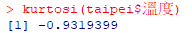 > kurtosi(taipei$溫度)
[1] -0.9319399